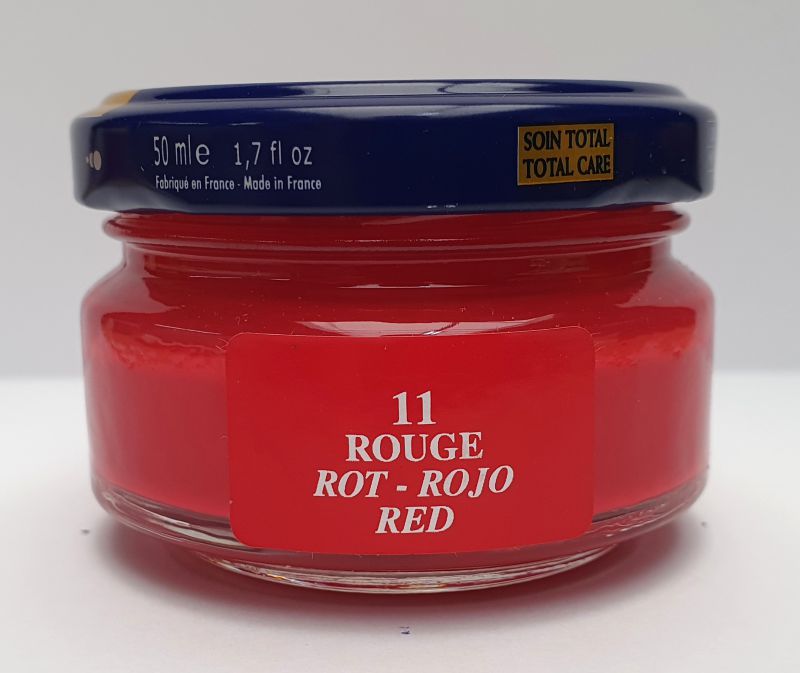 50 ml e 1,7 fl oz
Fabriqué en France - Made in France
SOIN TOTAL
TOTAL CARE
11
ROUGE
ROT - ROJO
RED